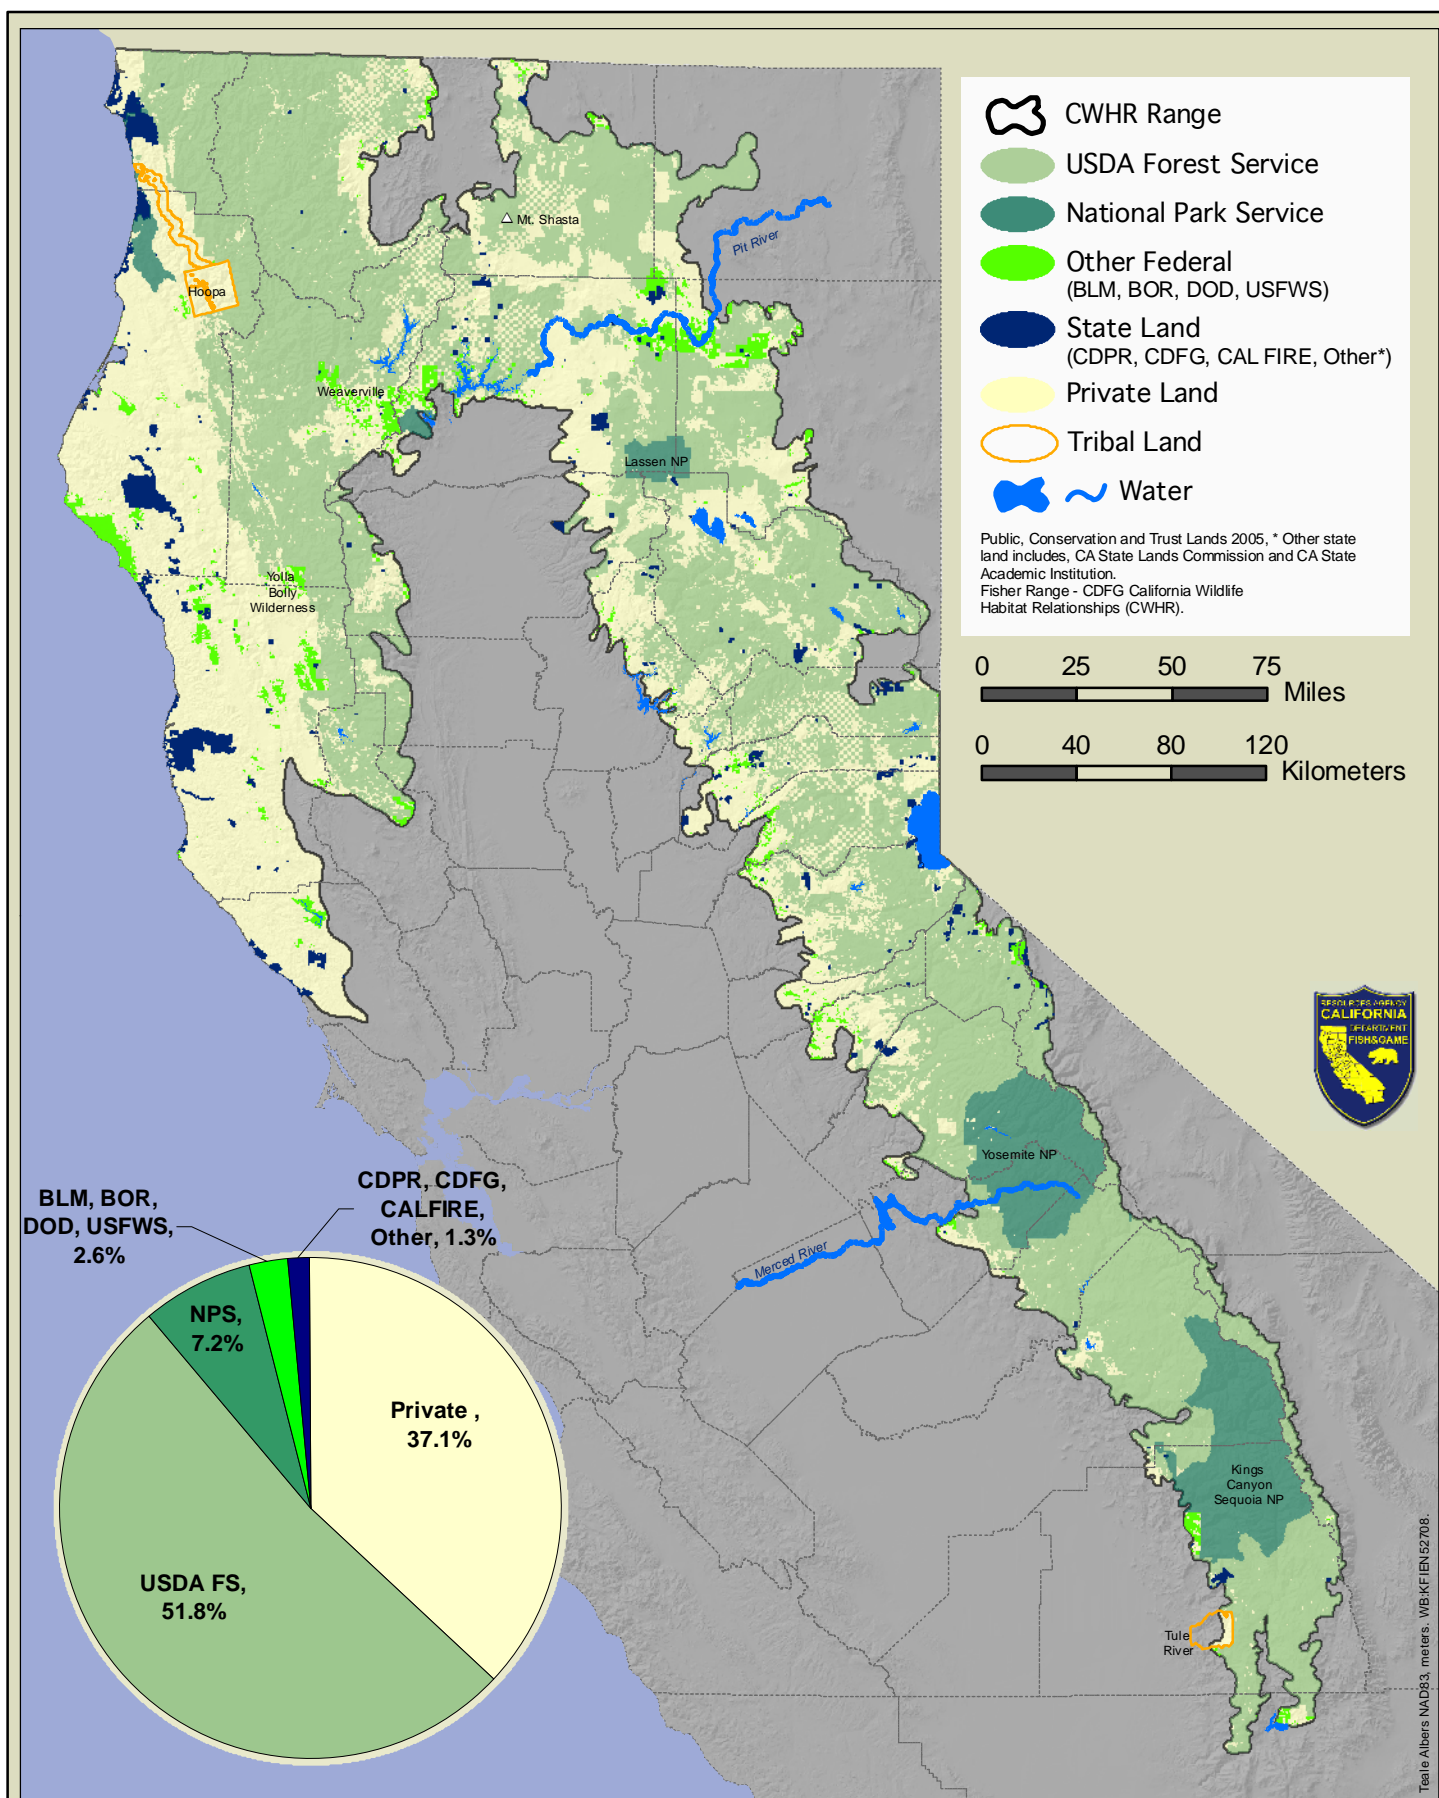 CWHR Range
USDA Forest Service
National Park Service
Other Federal
(BLM, BOR, DOD, USFWS)
State Land
(CDPR, CDFG, CAL FIRE, Other*)
Private Land
Tribal Land
Water
Public, Conservation and Trust Lands 2005, * Other state
land includes, CA State Lands Commission and CA State
Academic Institution.
Fisher Range - CDFG California Wildlife
Habitat Relationships (CWHR).
0 25 50 75
Miles
0 40 80 120
Kilometers
Mt. Shasta
Pit River
Hoopa
Weaverville
Lassen NP
Yolla
Bolly
Wilderness
RESOURCES AGENCY
CALIFORNIA
DEPARTMENT
FISH&GAME
Yosemite NP
Merced River
Kings
Canyon
Sequoia NP
Tule
River
BLM, BOR,
DOD, USFWS,
2.6%
CDPR, CDFG,
CALFIRE,
Other, 1.3%
NPS,
7.2%
Private ,
37.1%
USDA FS,
51.8%
Teale Albers NAD83, meters. WB:KFIEN52708.